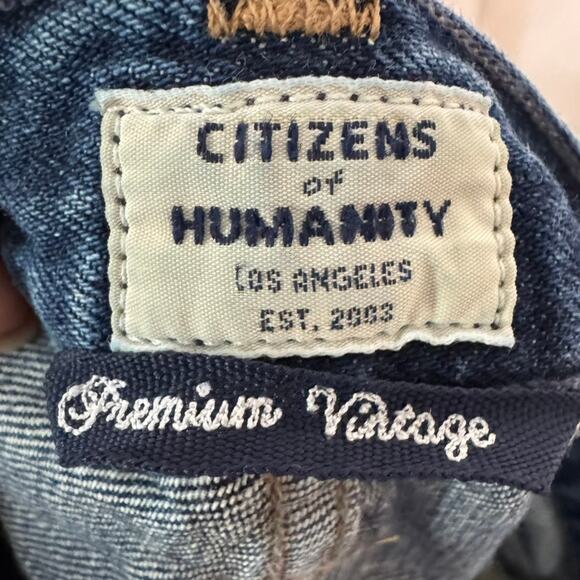 CITIZENS
of
HUMANITY
LOS ANGELES
EST. 2003
Premium Vintage